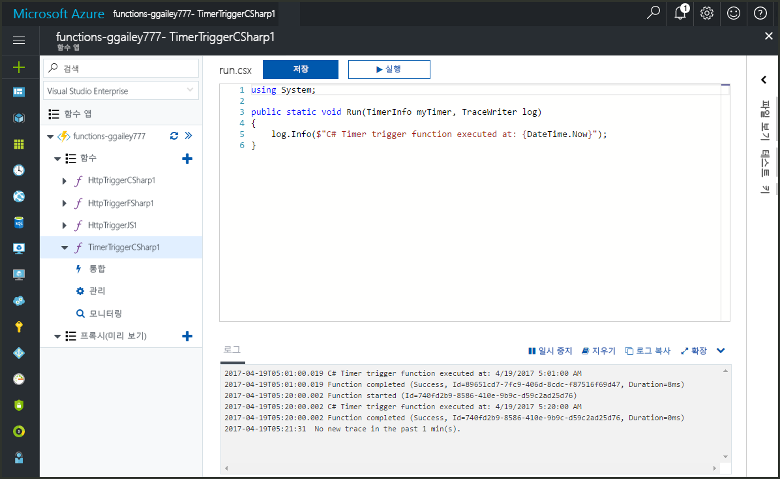 Microsoft Azure functions-ggailey777- TimerTriggerCSharp1
1
functions-ggailey777- TimerTriggerCSharp1
함수 앱
검색
Visual Studio Enterprise
함수 앱
functions-ggailey777
함수
HttpTriggerCSharp1
HttpTriggerFSharp1
HttpTriggerJS1
TimerTriggerCSharp1
통합
관리
모니터링
프록시(미리 보기)
run.csx 저장 실행
1 using System;
2
3 public static void Run(TimerInfo myTimer, TraceWriter log)
4 {
5 log.Info($"C# Timer trigger function executed at: {DateTime.Now}");
6 }
파일 보기 테스트 키
로그 일시 중지 지우기 로그 복사 확장
2017-04-19T05:01:00.019 C# Timer trigger function executed at: 4/19/2017 5:01:00 AM
2017-04-19T05:01:00.019 Function completed (Success, Id=89651cd7-7fc9-406d-8cdc-f87516f69d47, Duration=8ms)
2017-04-19T05:20:00.002 Function started (Id=740fd2b9-8586-410e-9b9c-d59c2ad25d76)
2017-04-19T05:20:00.002 C# Timer trigger function executed at: 4/19/2017 5:20:00 AM
2017-04-19T05:20:00.002 Function completed (Success, Id=740fd2b9-8586-410e-9b9c-d59c2ad25d76, Duration=0ms)
2017-04-19T05:21:31 No new trace in the past 1 min(s).